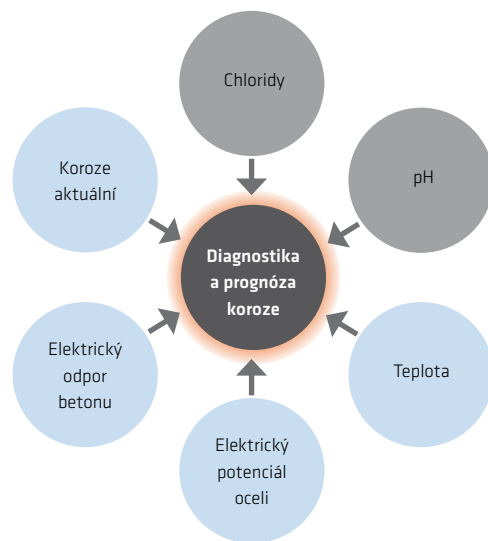 Chloridy
Koroze
aktuální
pH
Diagnostika
a prognóza
koroze
Elektrický
odpor
betonu
Teplota
Elektrický
potenciál
oceli